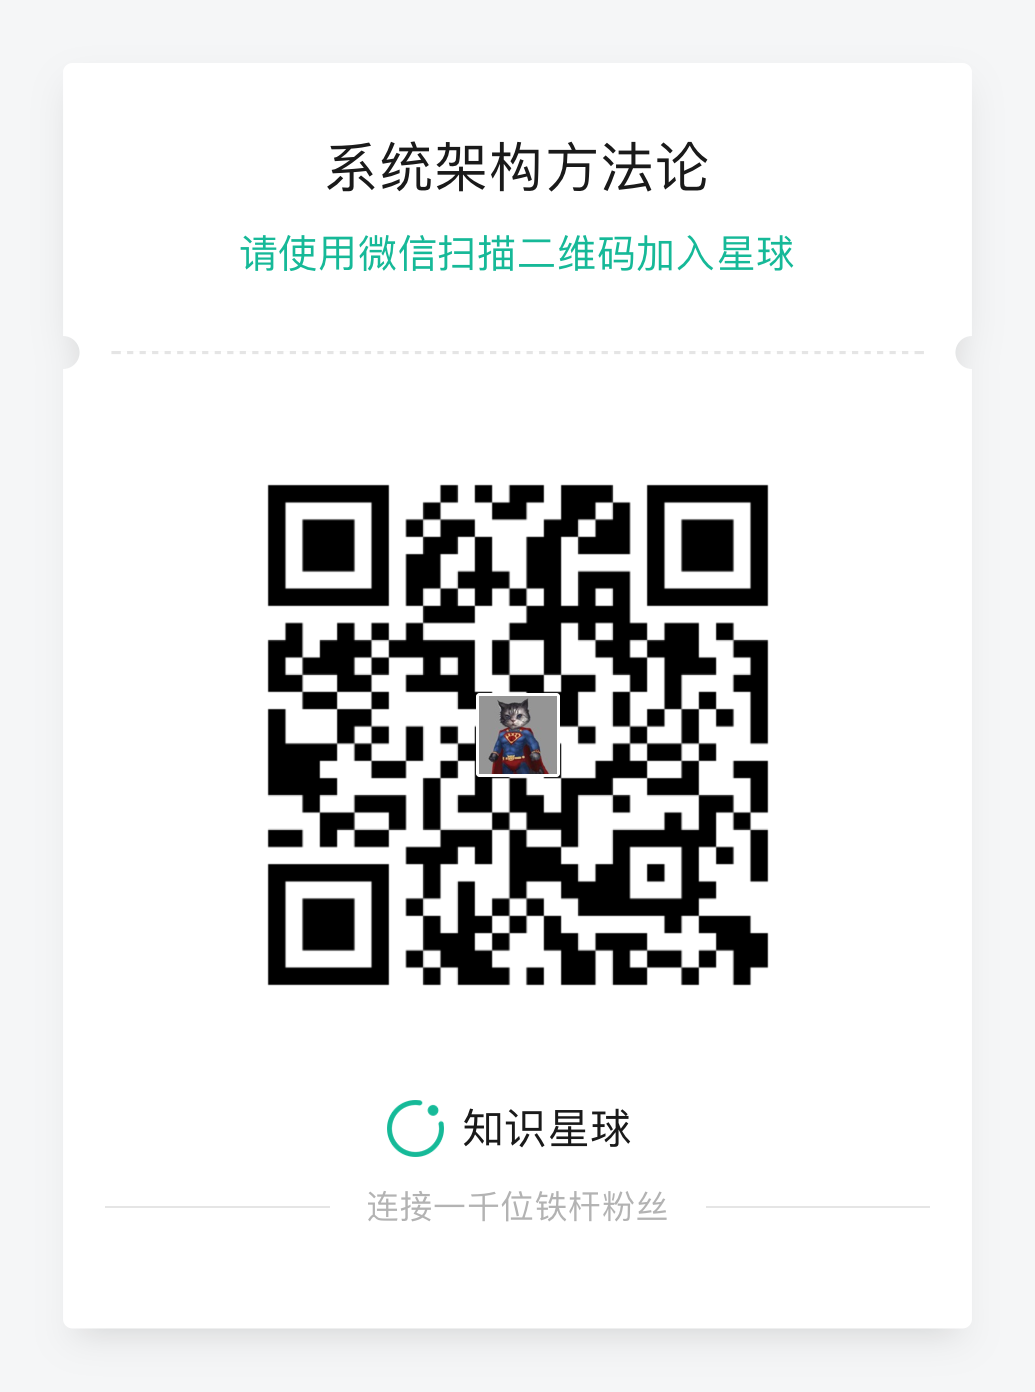 系统架构方法论
请使用微信扫描二维码加入星球
知识星球
连接一千位铁杆粉丝